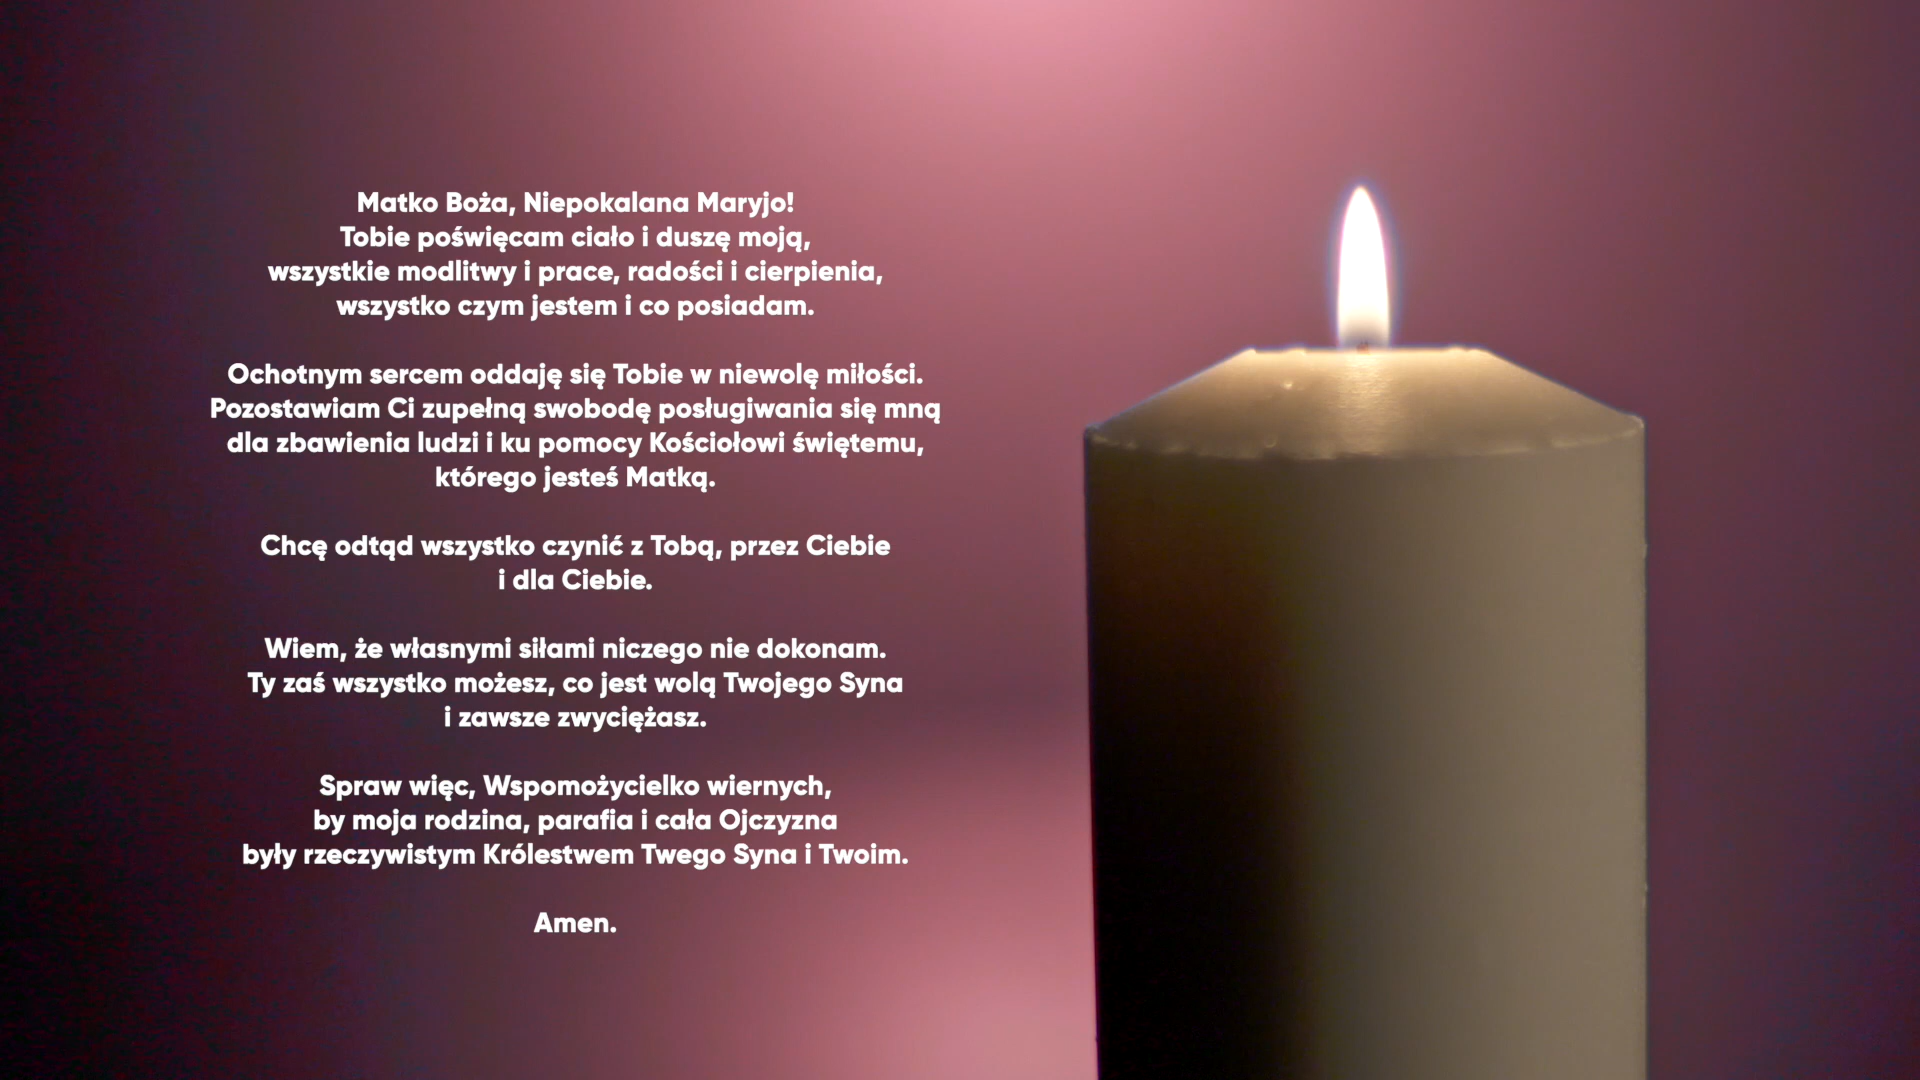 Matko Boża, Niepokalana Maryjo!
Tobie poświęcam ciało i duszę moją,
wszystkie modlitwy i prace, radości i cierpienia,
wszystko czym jestem i co posiadam.
Ochotnym sercem oddaję się Tobie w niewolę miłości.
Pozostawiam Ci zupełną swobodę posługiwania się mną
dla zbawienia ludzi i ku pomocy Kościołowi świętemu,
którego jesteś Matką.
Chcę odtąd wszystko czynić z Tobą, przez Ciebie
i dla Ciebie.
Wiem, że własnymi siłami niczego nie dokonam.
Ty zaś wszystko możesz, co jest wolą Twojego Syna
i zawsze zwyciężasz.
Spraw więc, Wspomożycielko wiernych,
by moja rodzina, parafia i cała Ojczyzna
były rzeczywistym Królestwem Twego Syna i Twoim.
Amen.